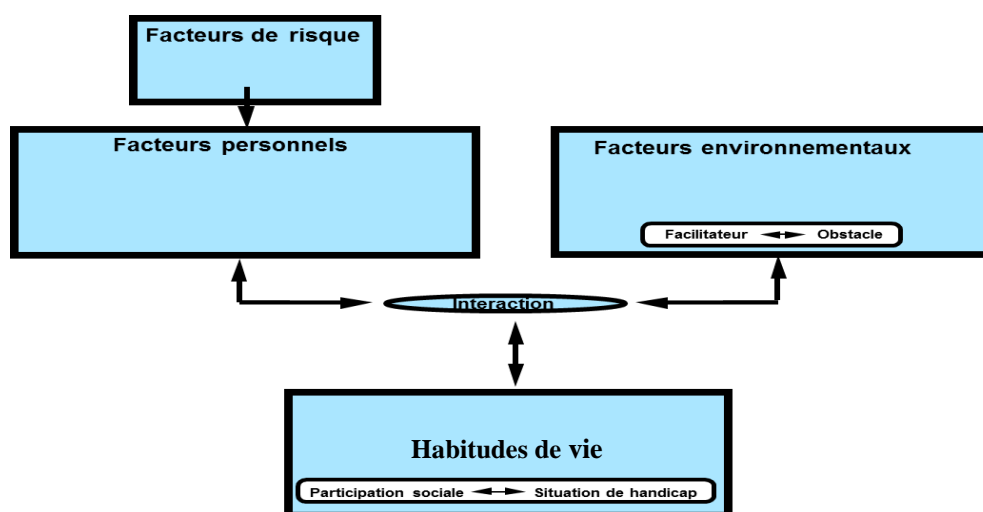 Facteurs de risque
Facteurs personnels
Facteurs environnementaux
Facilitateur Obstacle
Interaction
Habitudes de vie
Participation sociale Situation de handicap